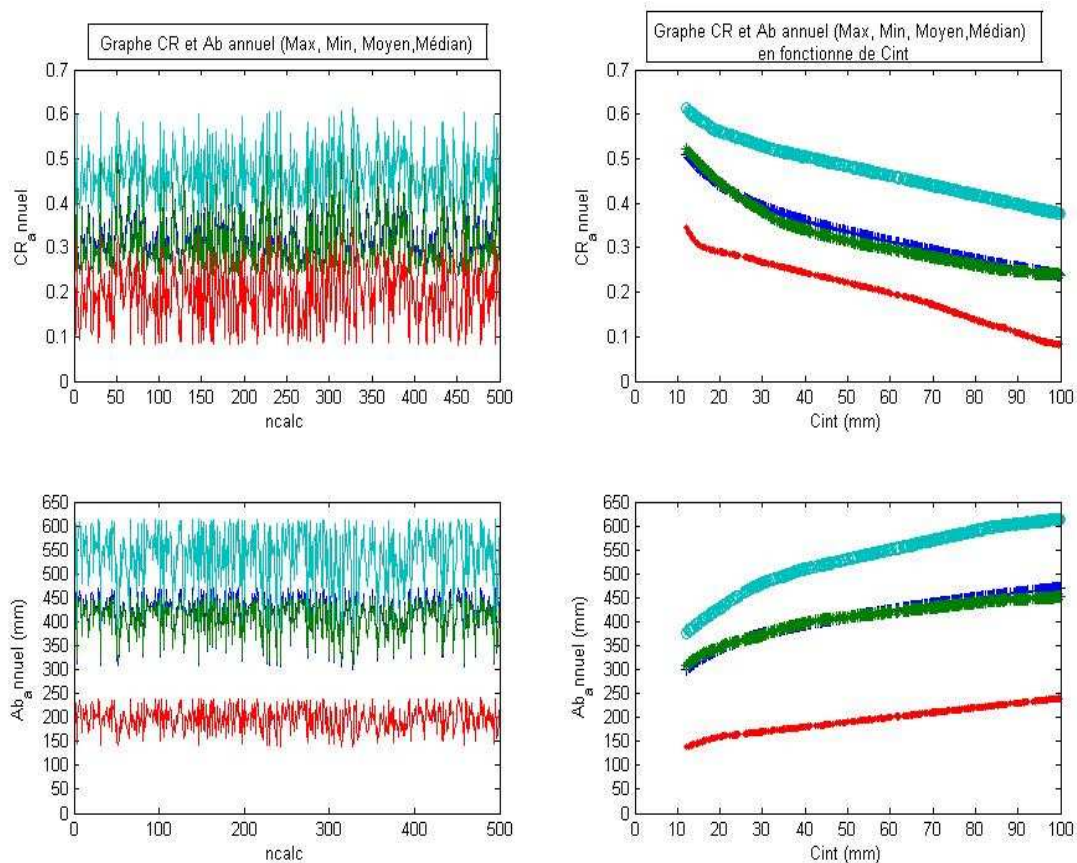 Graphe CR et Ab annuel (Max, Min, Moyen,Médian)
0.7
0.6
0.5
0.4
0.3
0.2
0.1
0
CR_annuel
0 50 100 150 200 250 300 350 400 450 500
ncalc
Graphe CR et Ab annuel (Max, Min, Moyen,Médian)
en fonctionne de Cint
0.7
0.6
0.5
0.4
0.3
0.2
0.1
0
CR_annuel
0 10 20 30 40 50 60 70 80 90 100
Cint (mm)
650
600
550
500
450
400
350
300
250
200
150
100
50
0
Ab_annuel (mm)
0 100 200 300 400 500
ncalc
650
600
550
500
450
400
350
300
250
200
150
100
50
0
Ab_annuel (mm)
0 10 20 30 40 50 60 70 80 90 100
Cint (mm)